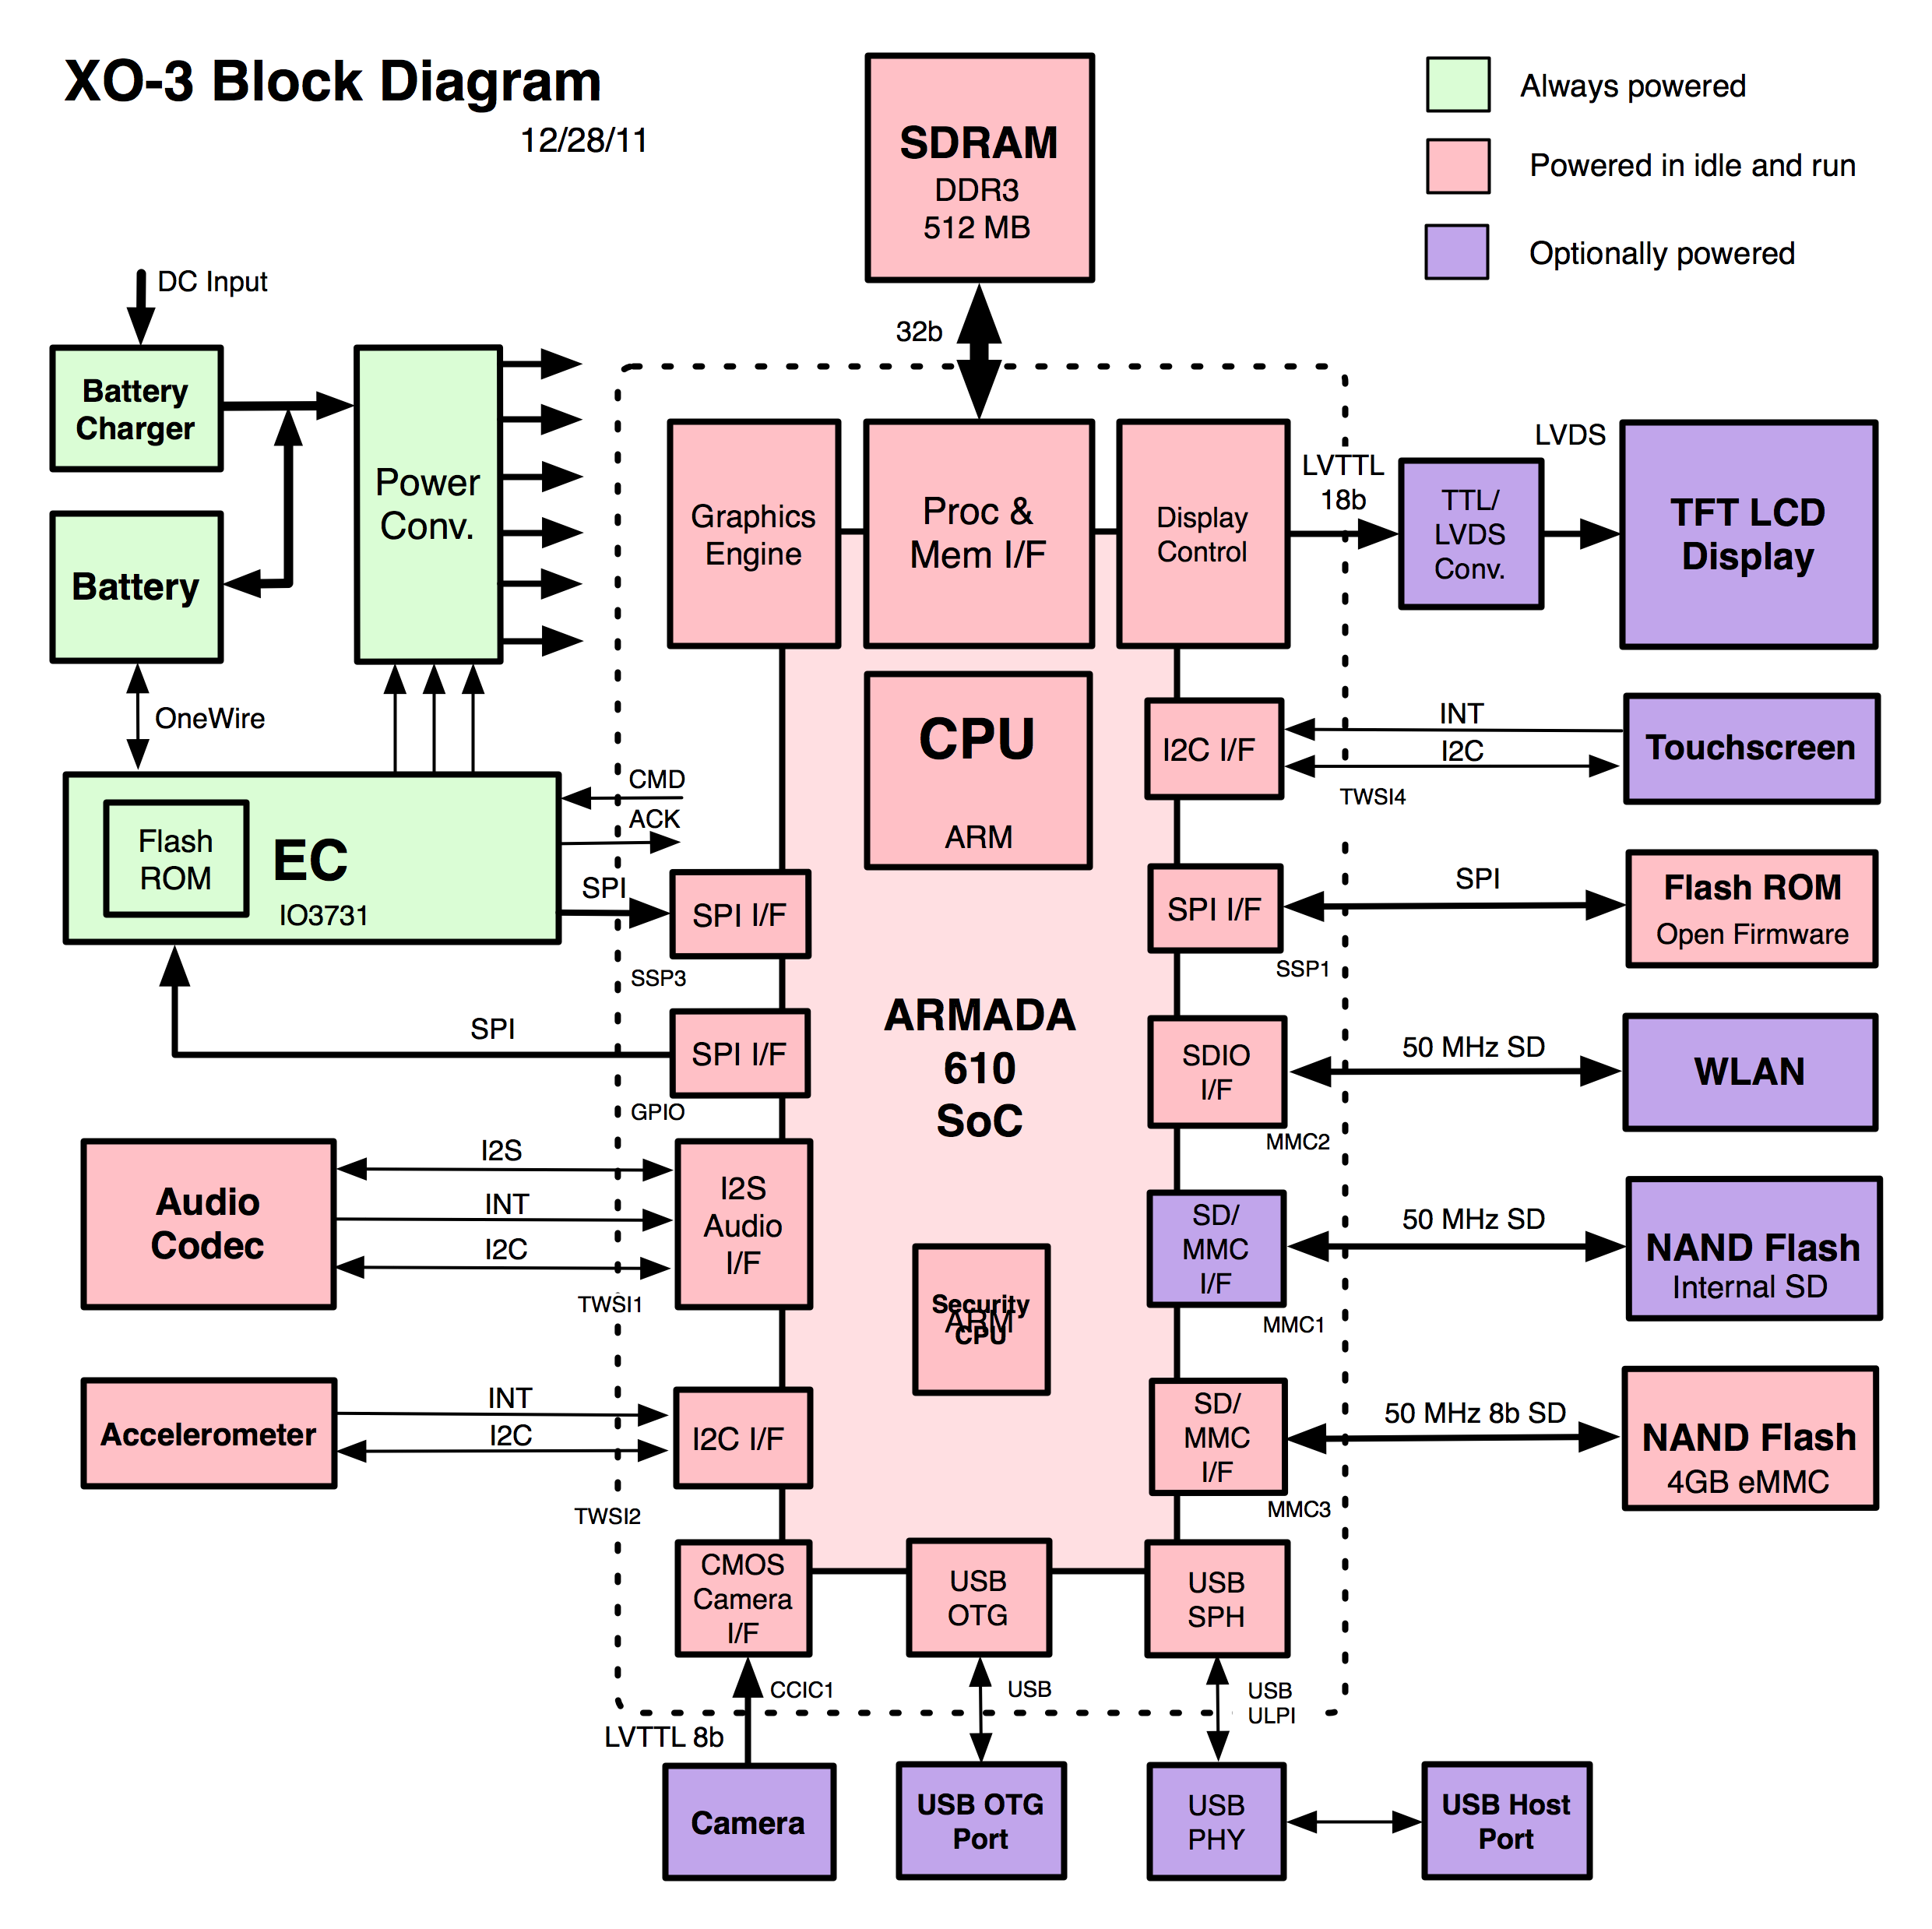 XO-3 Block Diagram
12/28/11
Always powered
Powered in idle and run
Optionally powered
SDRAM
DDR3
512 MB
32b
DC Input
Battery
Charger
Battery
Power
Conv.
OneWire
Flash
ROM
EC
IO3731
CMD
ACK
SPI
SPI I/F
SSP3
SPI
SPI I/F
GPIO
Audio
Codec
I2S
INT
I2C
I2S
Audio
I/F
TWSI1
Accelerometer
INT
I2C
I2C I/F
TWSI2
Graphics
Engine
Proc &
Mem I/F
Display
Control
LVTTL
18b
TTL/
LVDS
Conv.
LVDS
TFT LCD
Display
CPU
ARM
ARMADA
610
SoC
Security
ARM
CPU
I2C I/F
INT
I2C
TWSI4
Touchscreen
SPI I/F
SPI
SSP1
Flash ROM
Open Firmware
SDIO
I/F
50 MHz SD
MMC2
WLAN
SD/
MMC
I/F
50 MHz SD
MMC1
NAND Flash
Internal SD
SD/
MMC
I/F
50 MHz 8b SD
MMC3
NAND Flash
4GB eMMC
CMOS
Camera
I/F
USB
OTG
USB
SPH
CCIC1
LVTTL 8b
USB
USB
ULPI
Camera
USB OTG
Port
USB
PHY
USB Host
Port